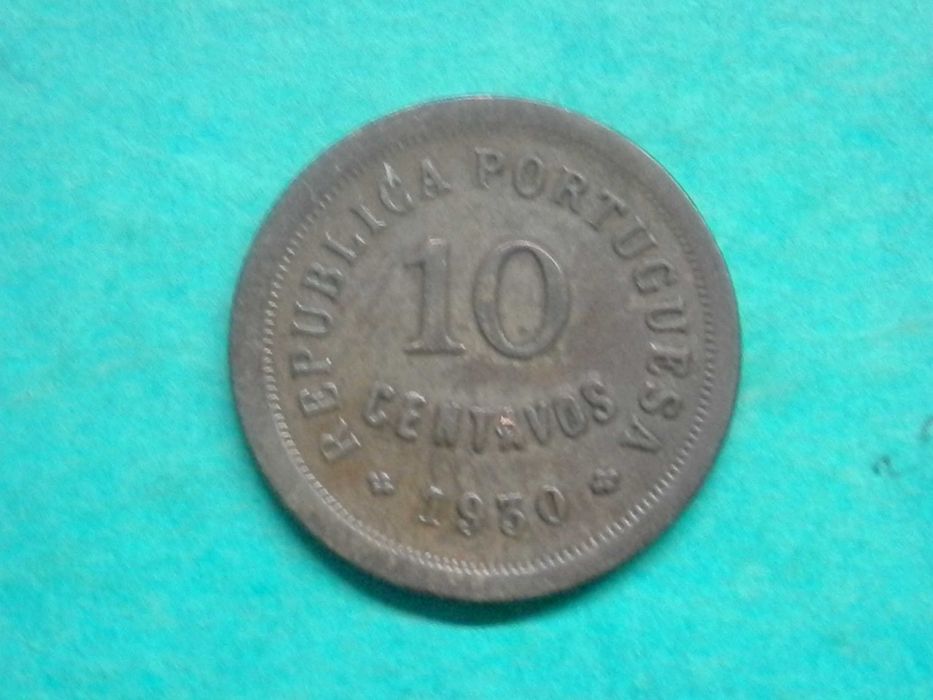 REPUBLICA PORTUGUESA
10
CENTAVOS
* 1930 *